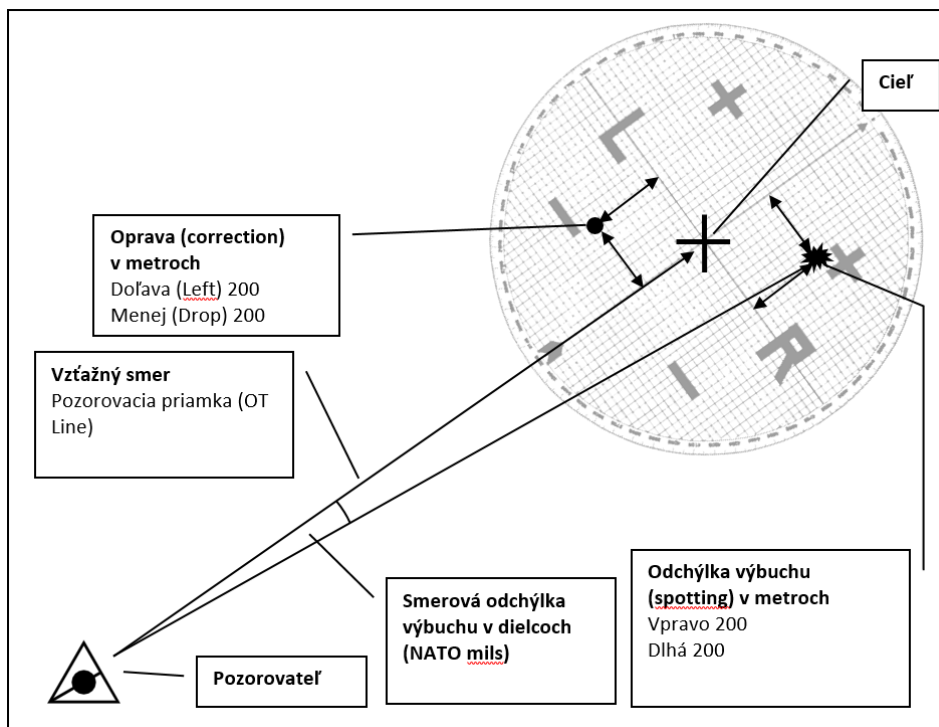 Cieľ
L
+
–
Oprava (correction)
v metroch
Doľava (Left) 200
Menej (Drop) 200
+
R
–
Vzťažný smer
Pozorovacia priamka (OT
Line)
Smerová odchýlka
výbuchu v dielcoch
(NATO mils)
Odchýlka výbuchu
(spotting) v metroch
Vpravo 200
Dlhá 200
Pozorovateľ